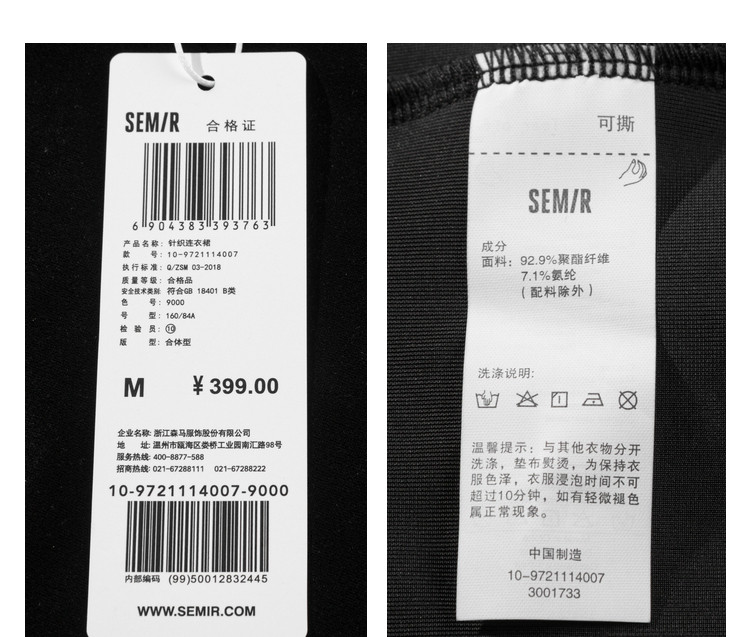 SEMIR 合格证
6 904383 393763
产品名称: 针织连衣裙
款 号: 10-9721114007
执行标准: Q/ZSM 03-2018
质量等级: 合格品
安全技术类别: 符合GB 18401 B类
色 号: 9000
号 型: 160/84A
检 验 员: ⑩
版 型: 合体型
M ¥399.00
企业名称: 浙江森马服饰股份有限公司
地 址: 温州市瓯海区娄桥工业园南汇路98号
服务热线: 400-8877-588
招商热线: 021-67288111 021-67288222
10-9721114007-9000
内部编码 (99)50012832445
WWW.SEMIR.COM
可撕
SEMIR
成分
面料: 92.9%聚酯纤维
7.1%氨纶
(配料除外)
洗涤说明:
温馨提示: 与其他衣物分开
洗涤, 垫布熨烫, 为保持衣
服色泽, 衣服浸泡时间不可
超过10分钟, 如有轻微褪色
属正常现象。
中国制造
10-9721114007
3001733